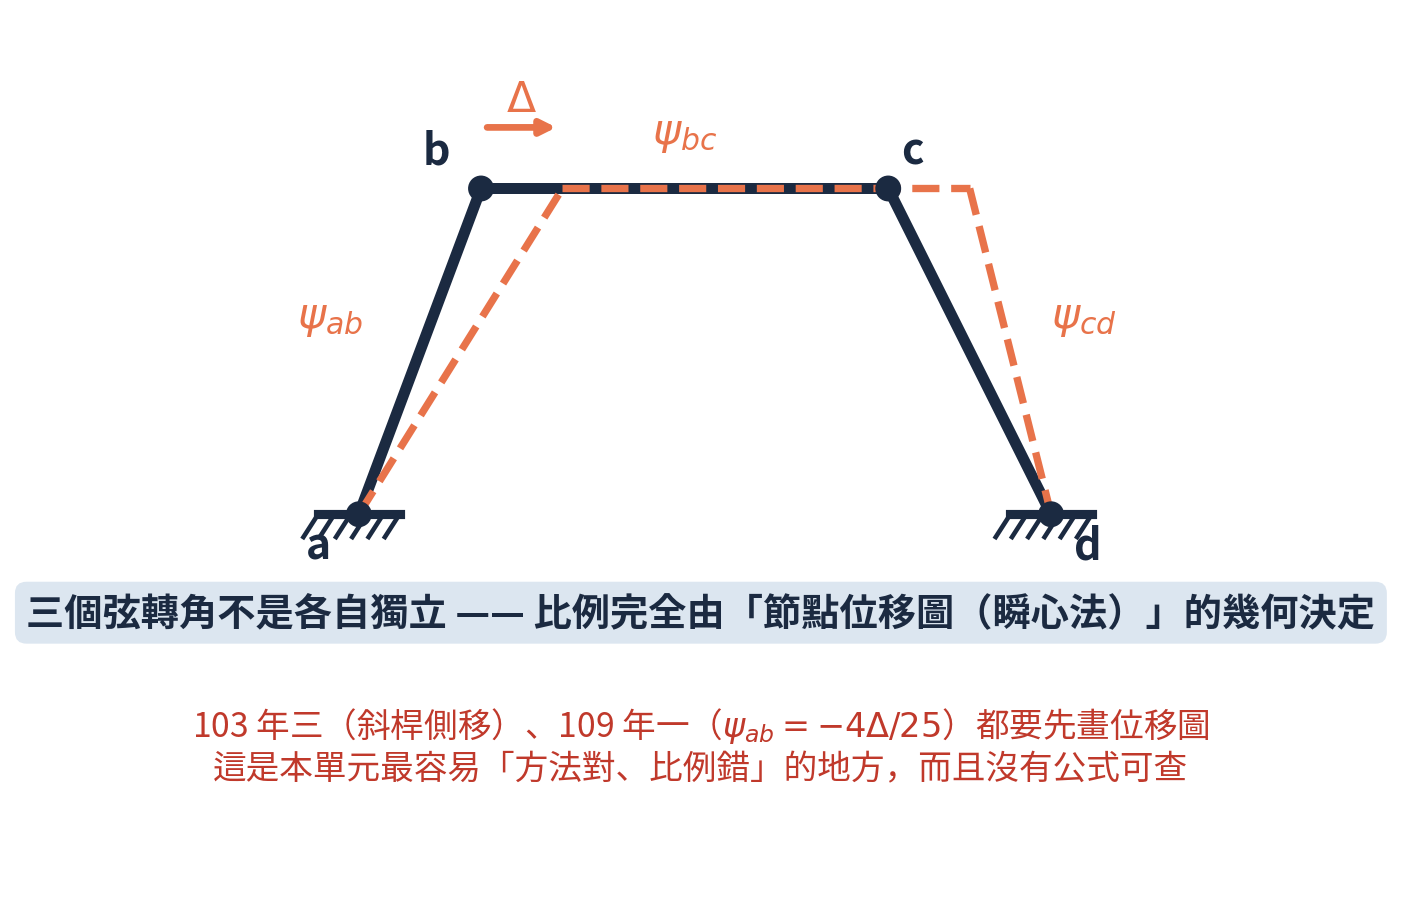 Δ
b
ψbc
c
ψab
ψcd
a
d
三個弦轉角不是各自獨立 —— 比例完全由「節點位移圖（瞬心法）」的幾何決定
103 年三（斜桿側移）、109 年一（ψab = −4Δ/25）都要先畫位移圖
這是本單元最容易「方法對、比例錯」的地方，而且沒有公式可查